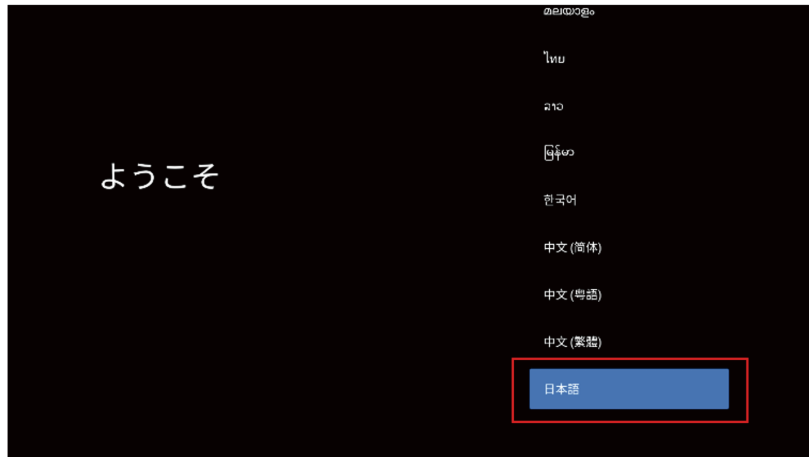 ようこそ
മലയാളം
ไทย
ລາວ
မြန်မာ
한국어
中文 (简体)
中文 (粵語)
中文 (繁體)
日本語